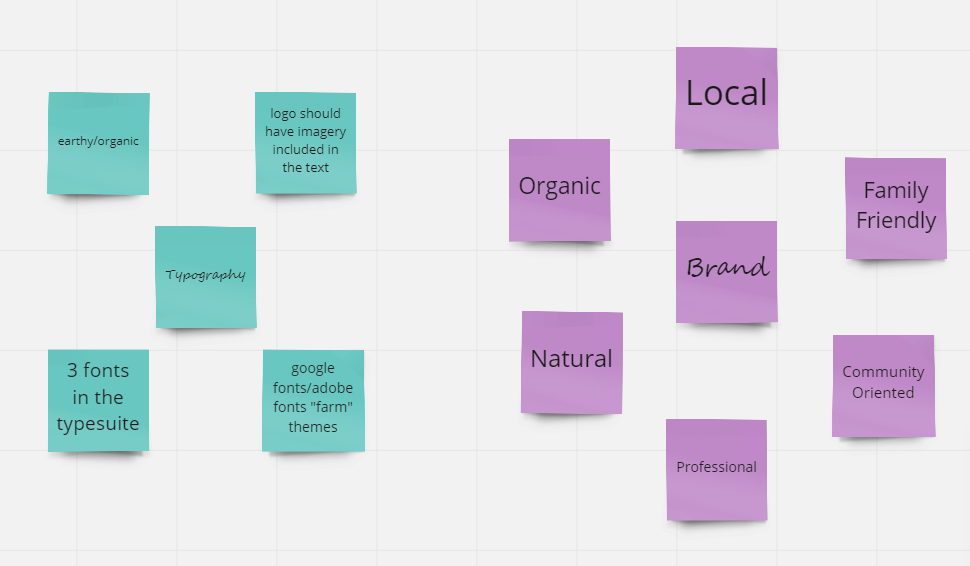 earthy/organic
logo should
have imagery
included in
the text
Typography
3 fonts
in the
typesuite
google
fonts/adobe
fonts "farm"
themes
Local
Organic
Family
Friendly
Brand
Natural
Community
Oriented
Professional